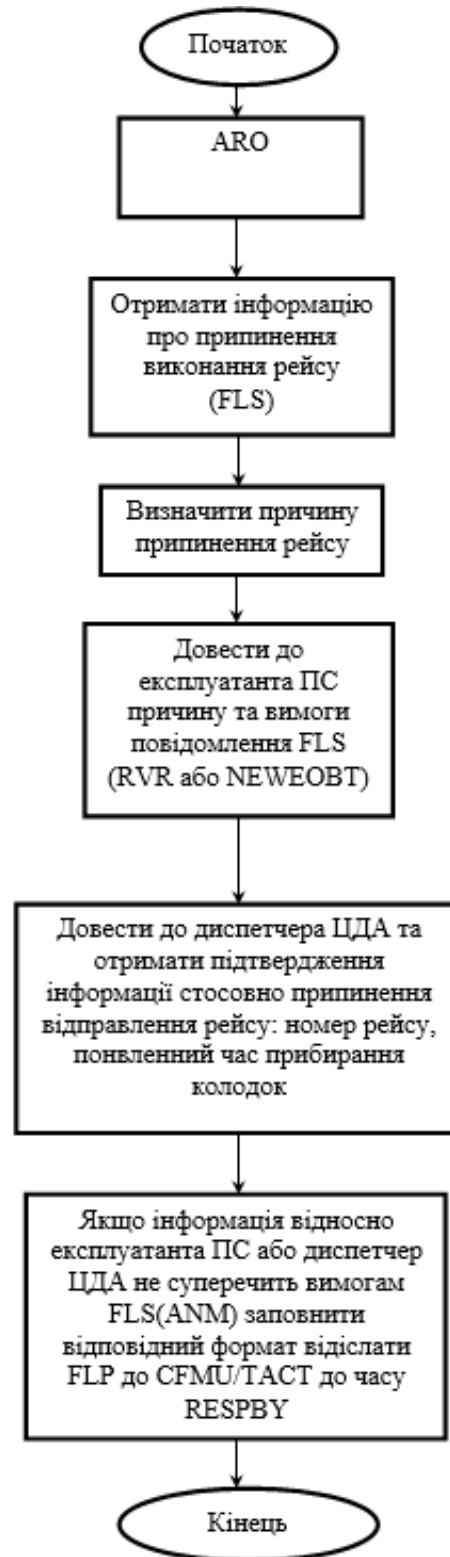 Початок
ARO
Отримати інформацію
про припинення
виконання рейсу
(FLS)
Визначити причину
припинення рейсу
Довести до
експлуатанта ПС
причину та вимоги
повідомлення FLS
(RVR або NEWEOBT)
Довести до диспетчера ЦДА та
отримати підтвердження
інформації стосовно припинення
відправлення рейсу: номер рейсу,
понвленний час прибирання
колодок
Якщо інформація відносно
експлуатанта ПС або диспетчер
ЦДА не суперечить вимогам
FLS(ANM) заповнити
відповідний формат відіслати
FLP до CFMU/TACT до часу
RESPBY
Кінець